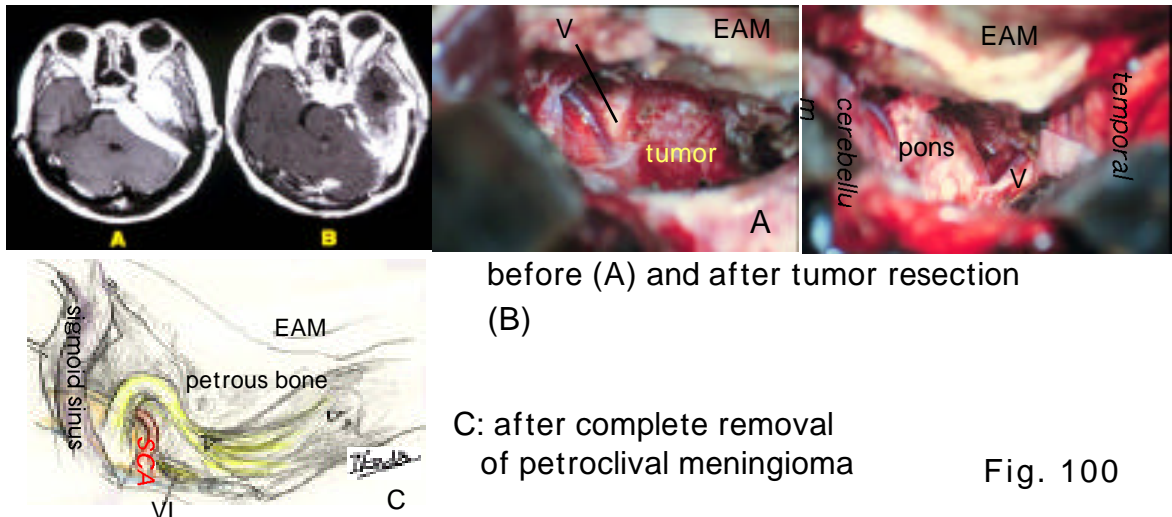 A
B
V
EAM
tumor
A
EAM
cerebellu
m
pons
V
temporal
before (A) and after tumor resection
(B)
sigmoid sinus
EAM
petrous bone
SCA
VI
C
C: after complete removal
of petroclival meningioma
Fig. 100